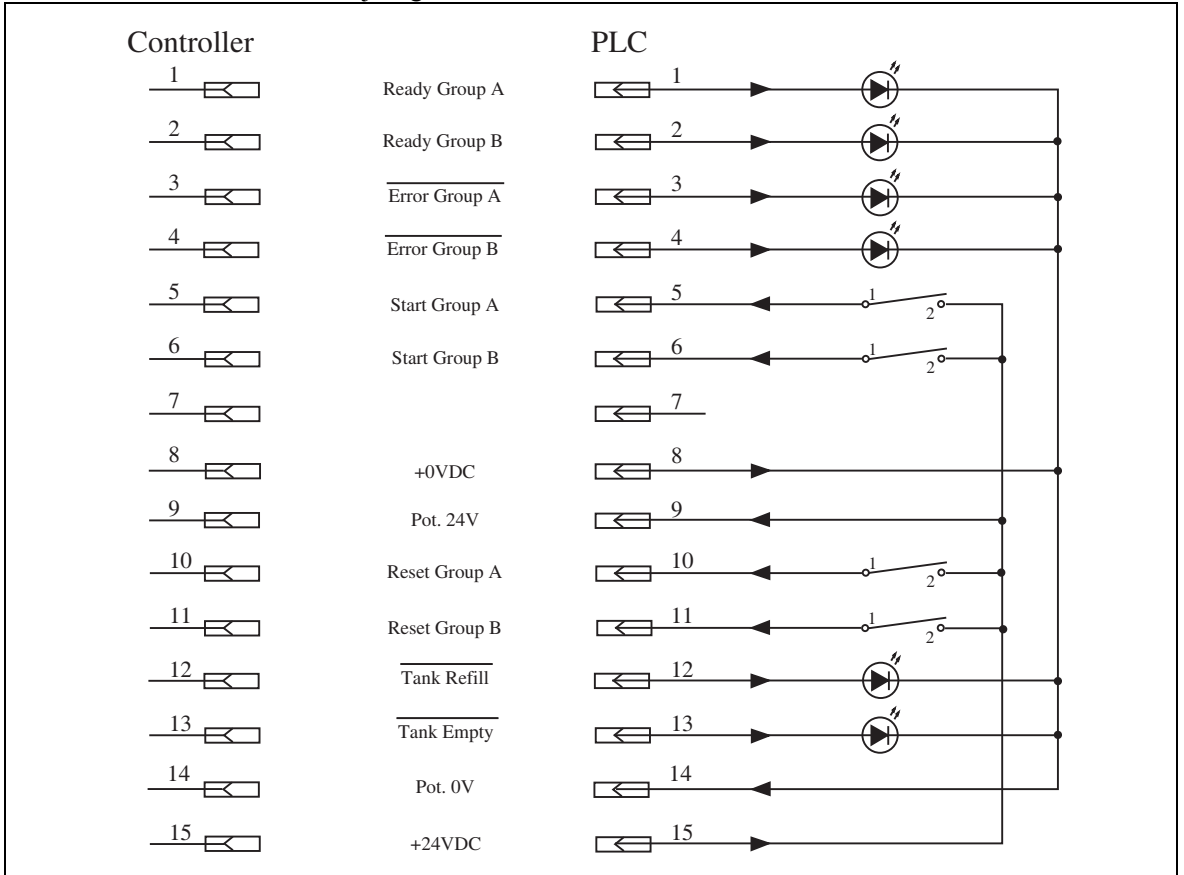 Controller PLC
1 Ready Group A 1
2 Ready Group B 2
3 Error Group A 3
4 Error Group B 4
5 Start Group A 5 1 2
6 Start Group B 6 1 2
7 7
8 +0VDC 8
9 Pot. 24V 9
10 Reset Group A 10 1 2
11 Reset Group B 11 1 2
12 Tank Refill 12
13 Tank Empty 13
14 Pot. 0V 14
15 +24VDC 15